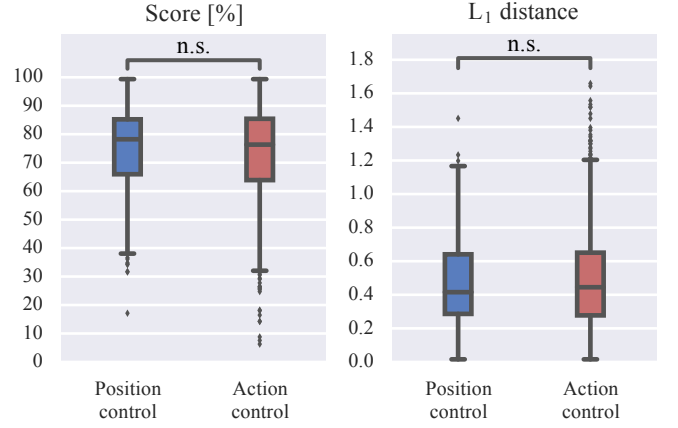 Score [%]
n.s.
100
90
80
70
60
50
40
30
20
10
0
Position
control
Action
control
L₁ distance
n.s.
1.8
1.6
1.4
1.2
1.0
0.8
0.6
0.4
0.2
0.0
Position
control
Action
control